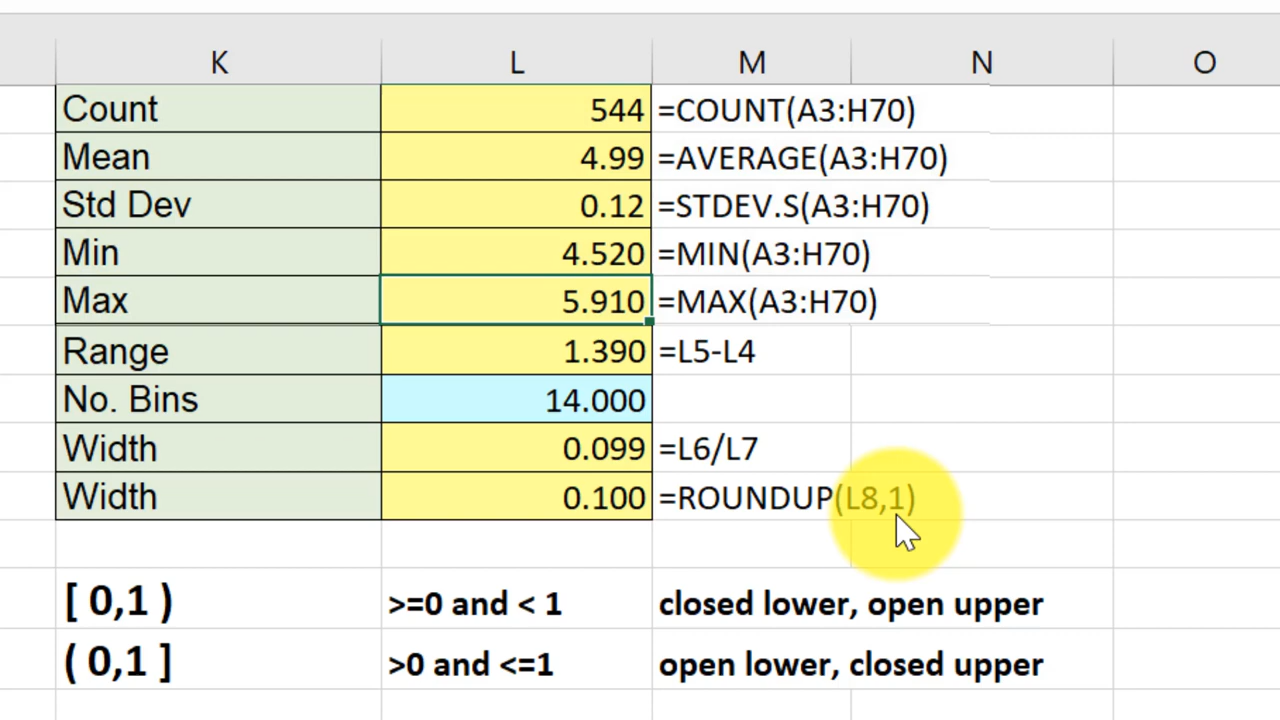 K L M N O
Count 544 =COUNT(A3:H70)
Mean 4.99 =AVERAGE(A3:H70)
Std Dev 0.12 =STDEV.S(A3:H70)
Min 4.520 =MIN(A3:H70)
Max 5.910 =MAX(A3:H70)
Range 1.390 =L5-L4
No. Bins 14.000
Width 0.099 =L6/L7
Width 0.100 =ROUNDUP(L8,1)
[ 0,1 ) >=0 and < 1 closed lower, open upper
( 0,1 ] >0 and <=1 open lower, closed upper